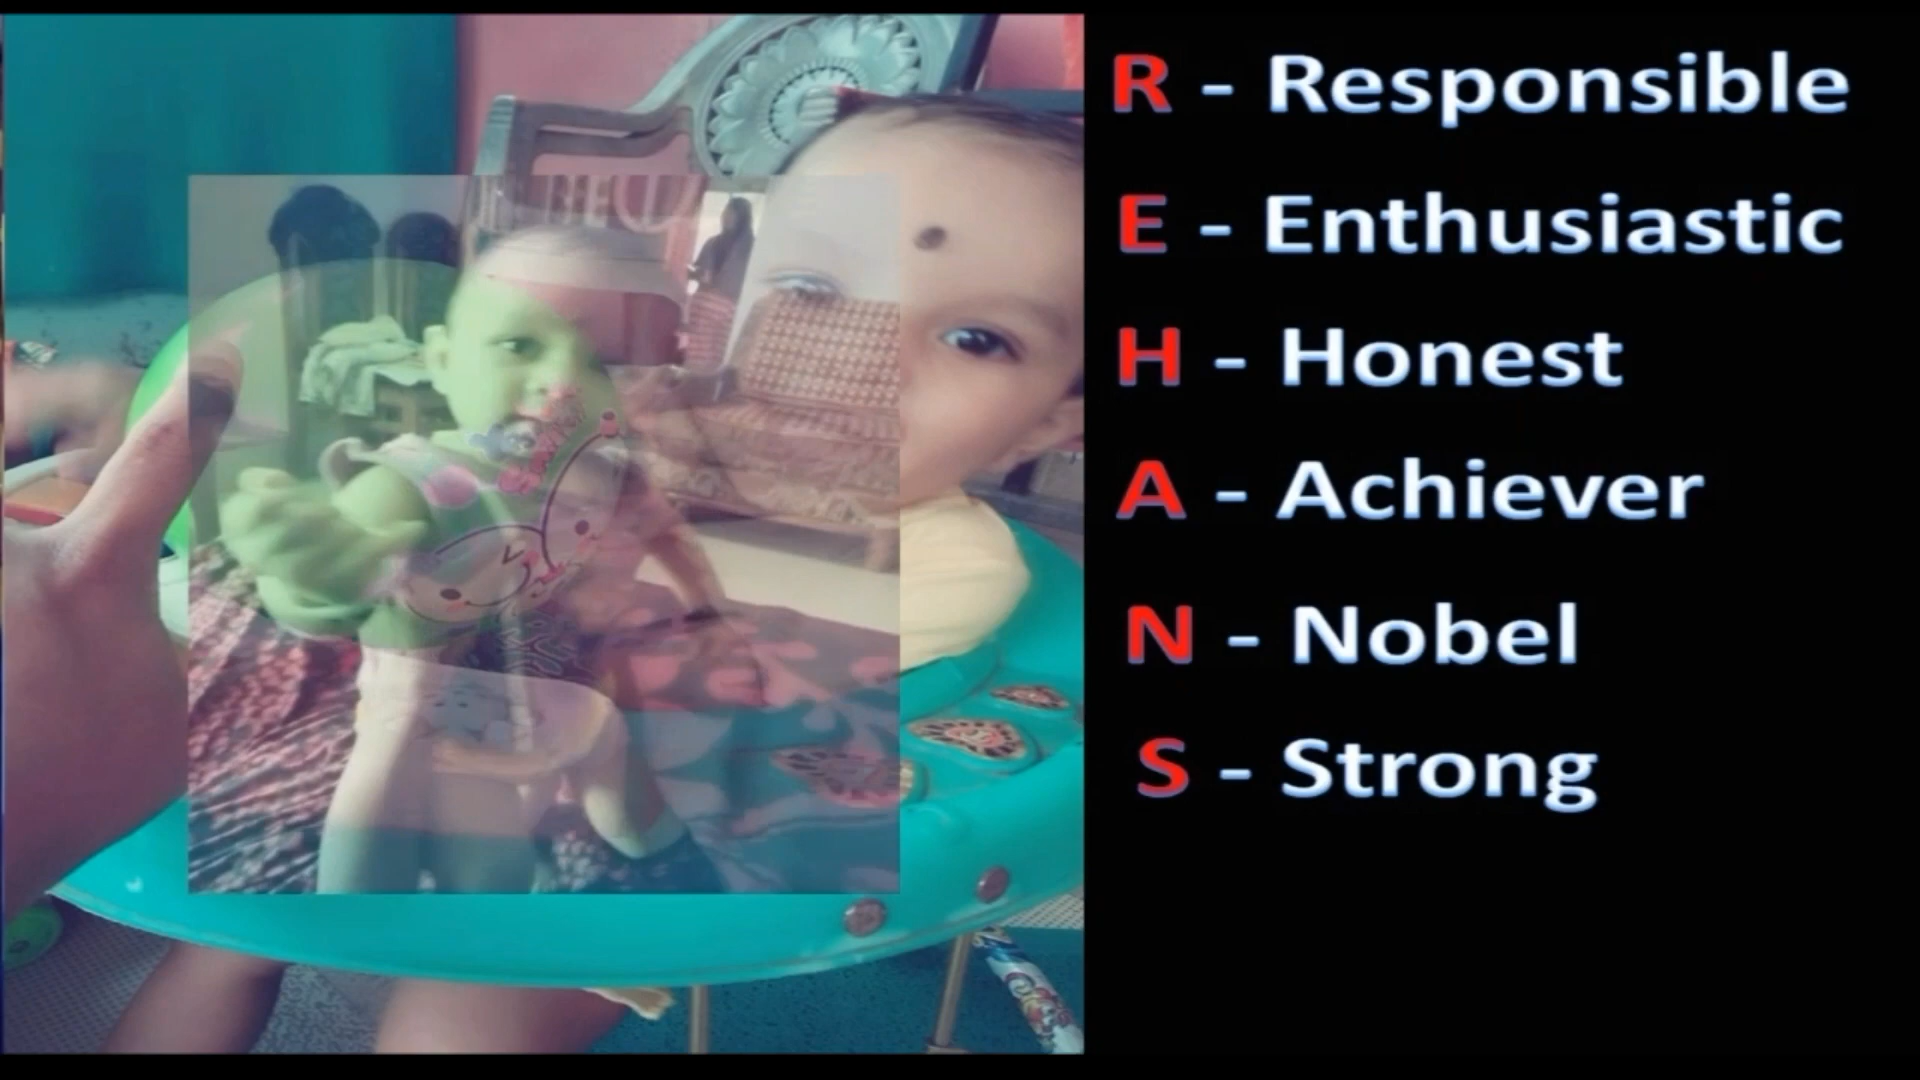 R - Responsible
E - Enthusiastic
H - Honest
A - Achiever
N - Nobel
S - Strong